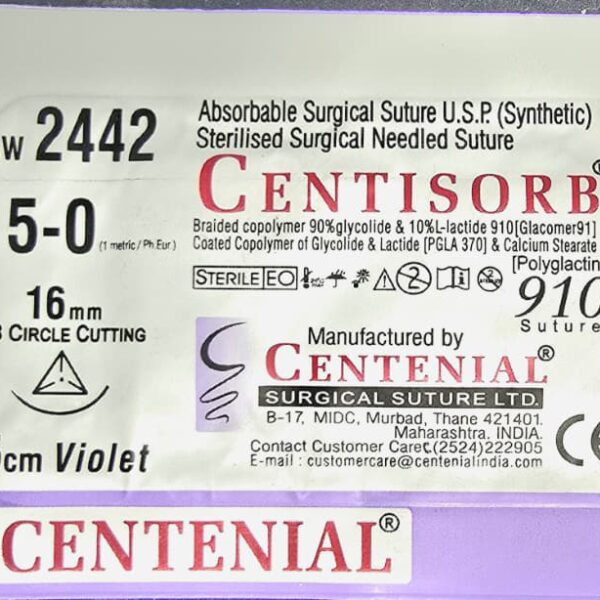 W 2442
Absorbable Surgical Suture U.S.P. (Synthetic)
Sterilised Surgical Needled Suture
CENTISORB®
5-0 (1 metric / Ph.Eur.)
Braided copolymer 90%glycolide & 10%L-lactide 910[Glacomer91]
Coated Copolymer of Glycolide & Lactide [PGLA 370] & Calcium Stearate
STERILE EO
[Polyglactin
910
Suture
16 mm
CIRCLE CUTTING
Manufactured by
CENTENIAL®
SURGICAL SUTURE LTD.
B-17, MIDC, Murbad, Thane 421401.
Maharashtra. INDIA.
Contact Customer Care (2524)222905
E-mail : customercare@centenialindia.com
CE
cm Violet
CENTENIAL®